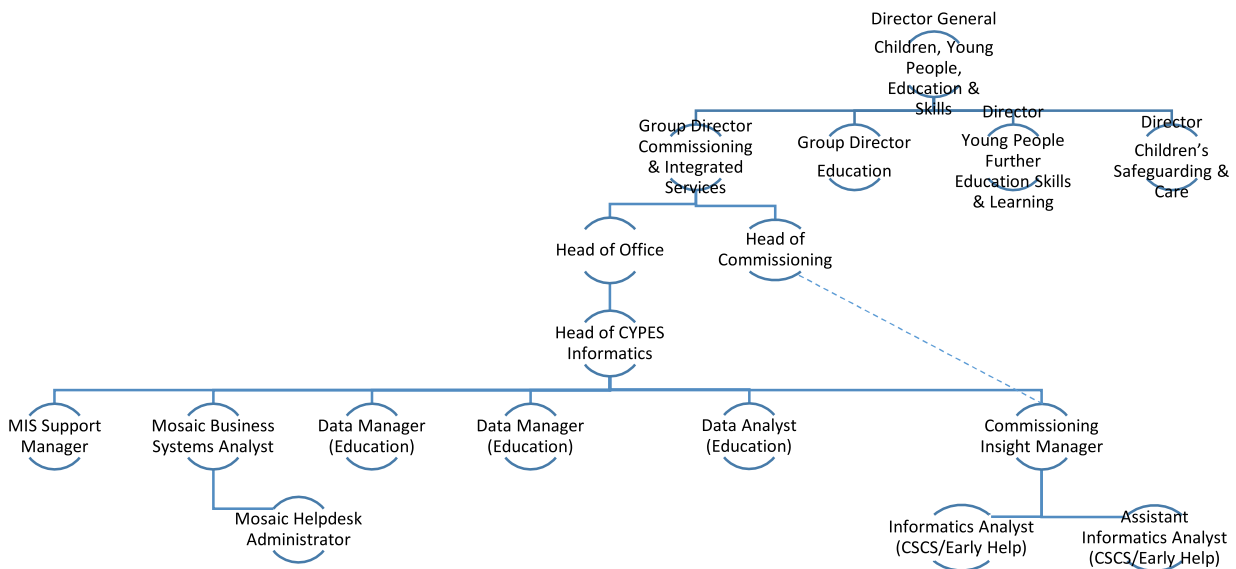 Director General
Children, Young
People,
Education &
Skills
Group Director
Commissioning
& Integrated
Services
Group Director
Education
Director
Young People
Further
Education Skills
& Learning
Director
Children’s
Safeguarding &
Care
Head of Office
Head of
Commissioning
Head of CYPES
Informatics
MIS Support
Manager
Mosaic Business
Systems Analyst
Data Manager
(Education)
Data Manager
(Education)
Data Analyst
(Education)
Commissioning
Insight Manager
Mosaic Helpdesk
Administrator
Informatics Analyst
(CSCS/Early Help)
Assistant
Informatics Analyst
(CSCS/Early Help)